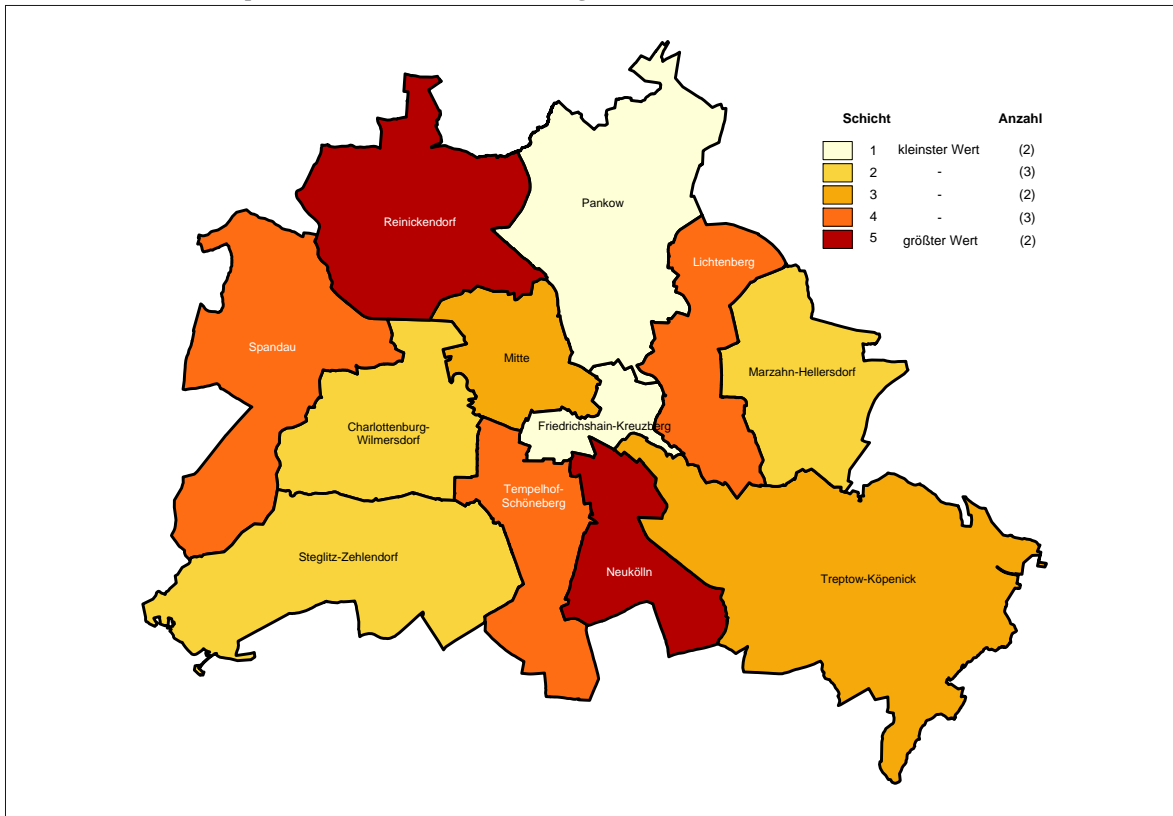 Schicht Anzahl
1 kleinster Wert (2)
2 - (3)
3 - (2)
4 - (3)
5 größter Wert (2)
Pankow
Reinickendorf
Lichtenberg
Spandau
Mitte
Marzahn-Hellersdorf
Charlottenburg-
Wilmersdorf
Friedrichshain-Kreuzberg
Tempelhof-
Schöneberg
Steglitz-Zehlendorf
Neukölln
Treptow-Köpenick